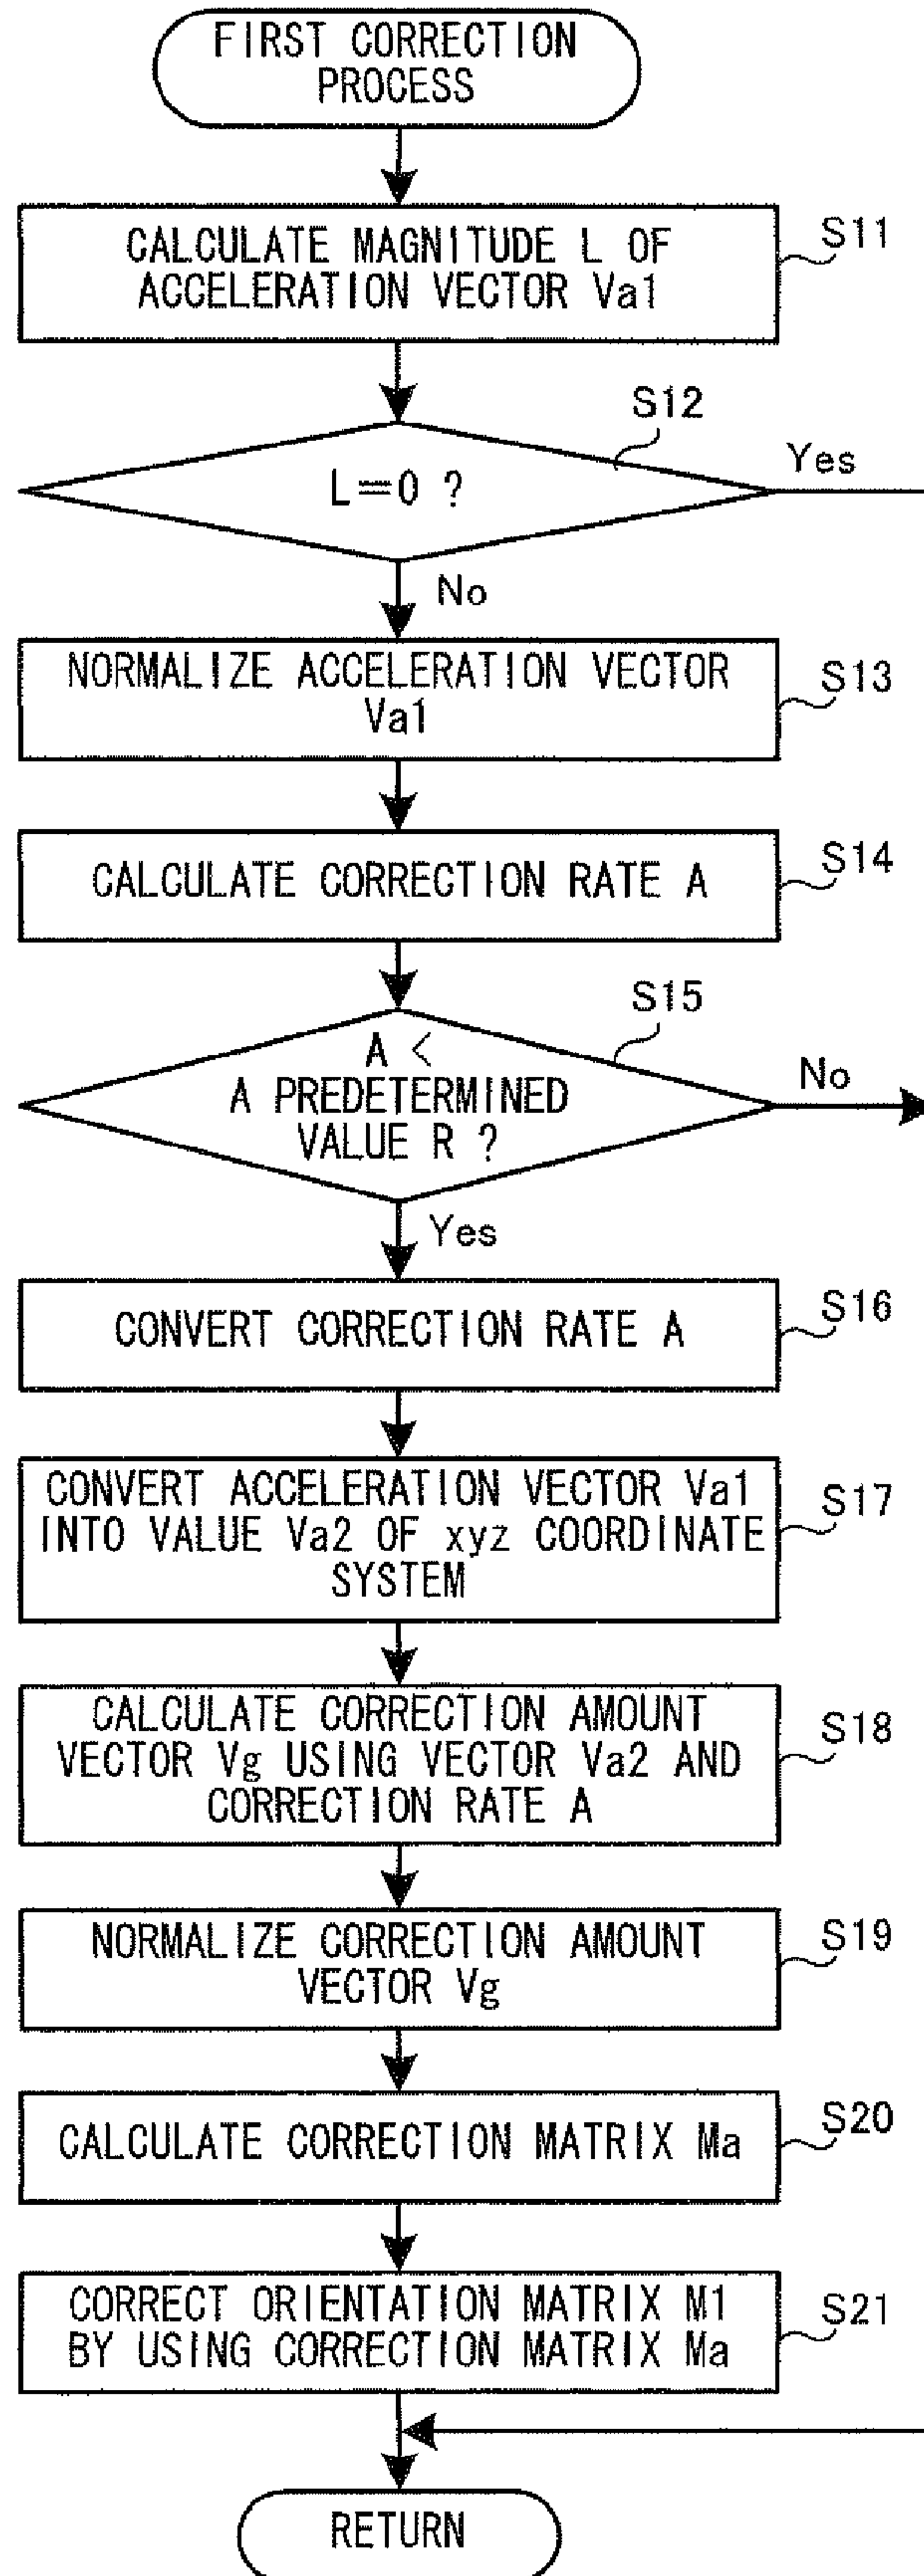 FIRST CORRECTION
PROCESS
CALCULATE MAGNITUDE L OF
ACCELERATION VECTOR Va1
S11
S12
L=0 ?
Yes
No
NORMALIZE ACCELERATION VECTOR
Va1
S13
CALCULATE CORRECTION RATE A
S14
S15
A <
A PREDETERMINED
VALUE R ?
No
Yes
CONVERT CORRECTION RATE A
S16
CONVERT ACCELERATION VECTOR Va1
INTO VALUE Va2 OF xyz COORDINATE
SYSTEM
S17
CALCULATE CORRECTION AMOUNT
VECTOR Vg USING VECTOR Va2 AND
CORRECTION RATE A
S18
NORMALIZE CORRECTION AMOUNT
VECTOR Vg
S19
CALCULATE CORRECTION MATRIX Ma
S20
CORRECT ORIENTATION MATRIX M1
BY USING CORRECTION MATRIX Ma
S21
RETURN